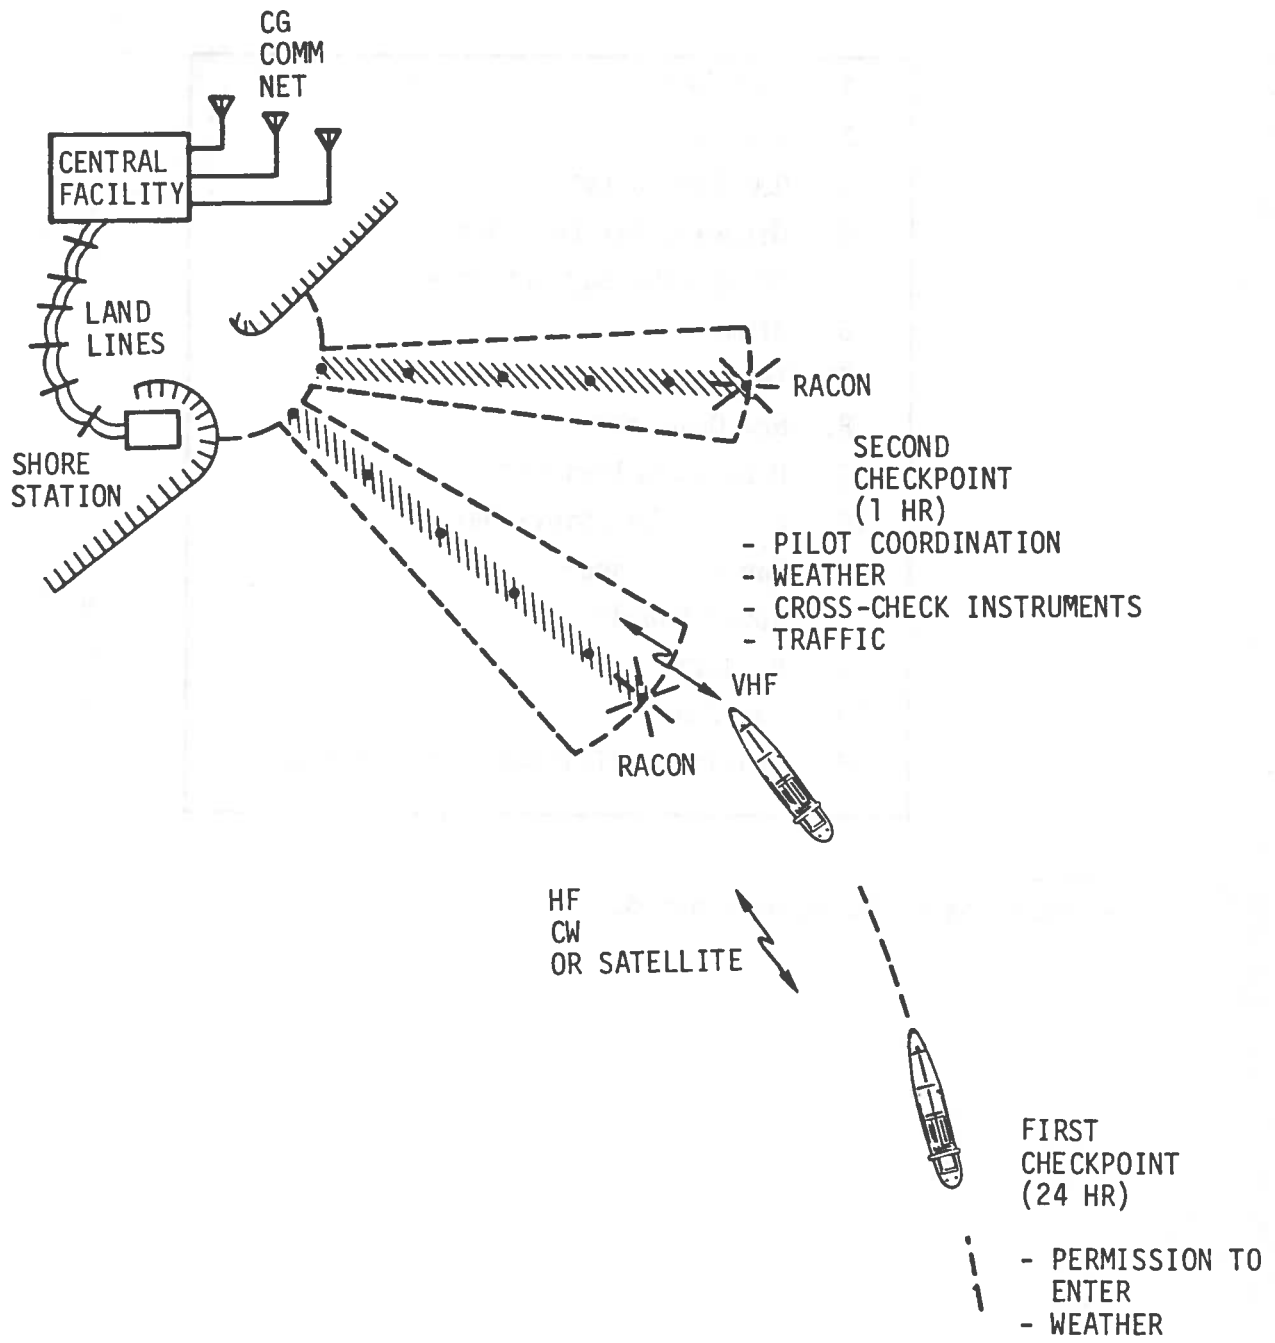 CG
COMM
NET
CENTRAL
FACILITY
LAND
LINES
SHORE
STATION
RACON
SECOND
CHECKPOINT
(1 HR)
- PILOT COORDINATION
- WEATHER
- CROSS-CHECK INSTRUMENTS
- TRAFFIC
VHF
RACON
HF
CW
OR SATELLITE
FIRST
CHECKPOINT
(24 HR)
- PERMISSION TO
ENTER
- WEATHER